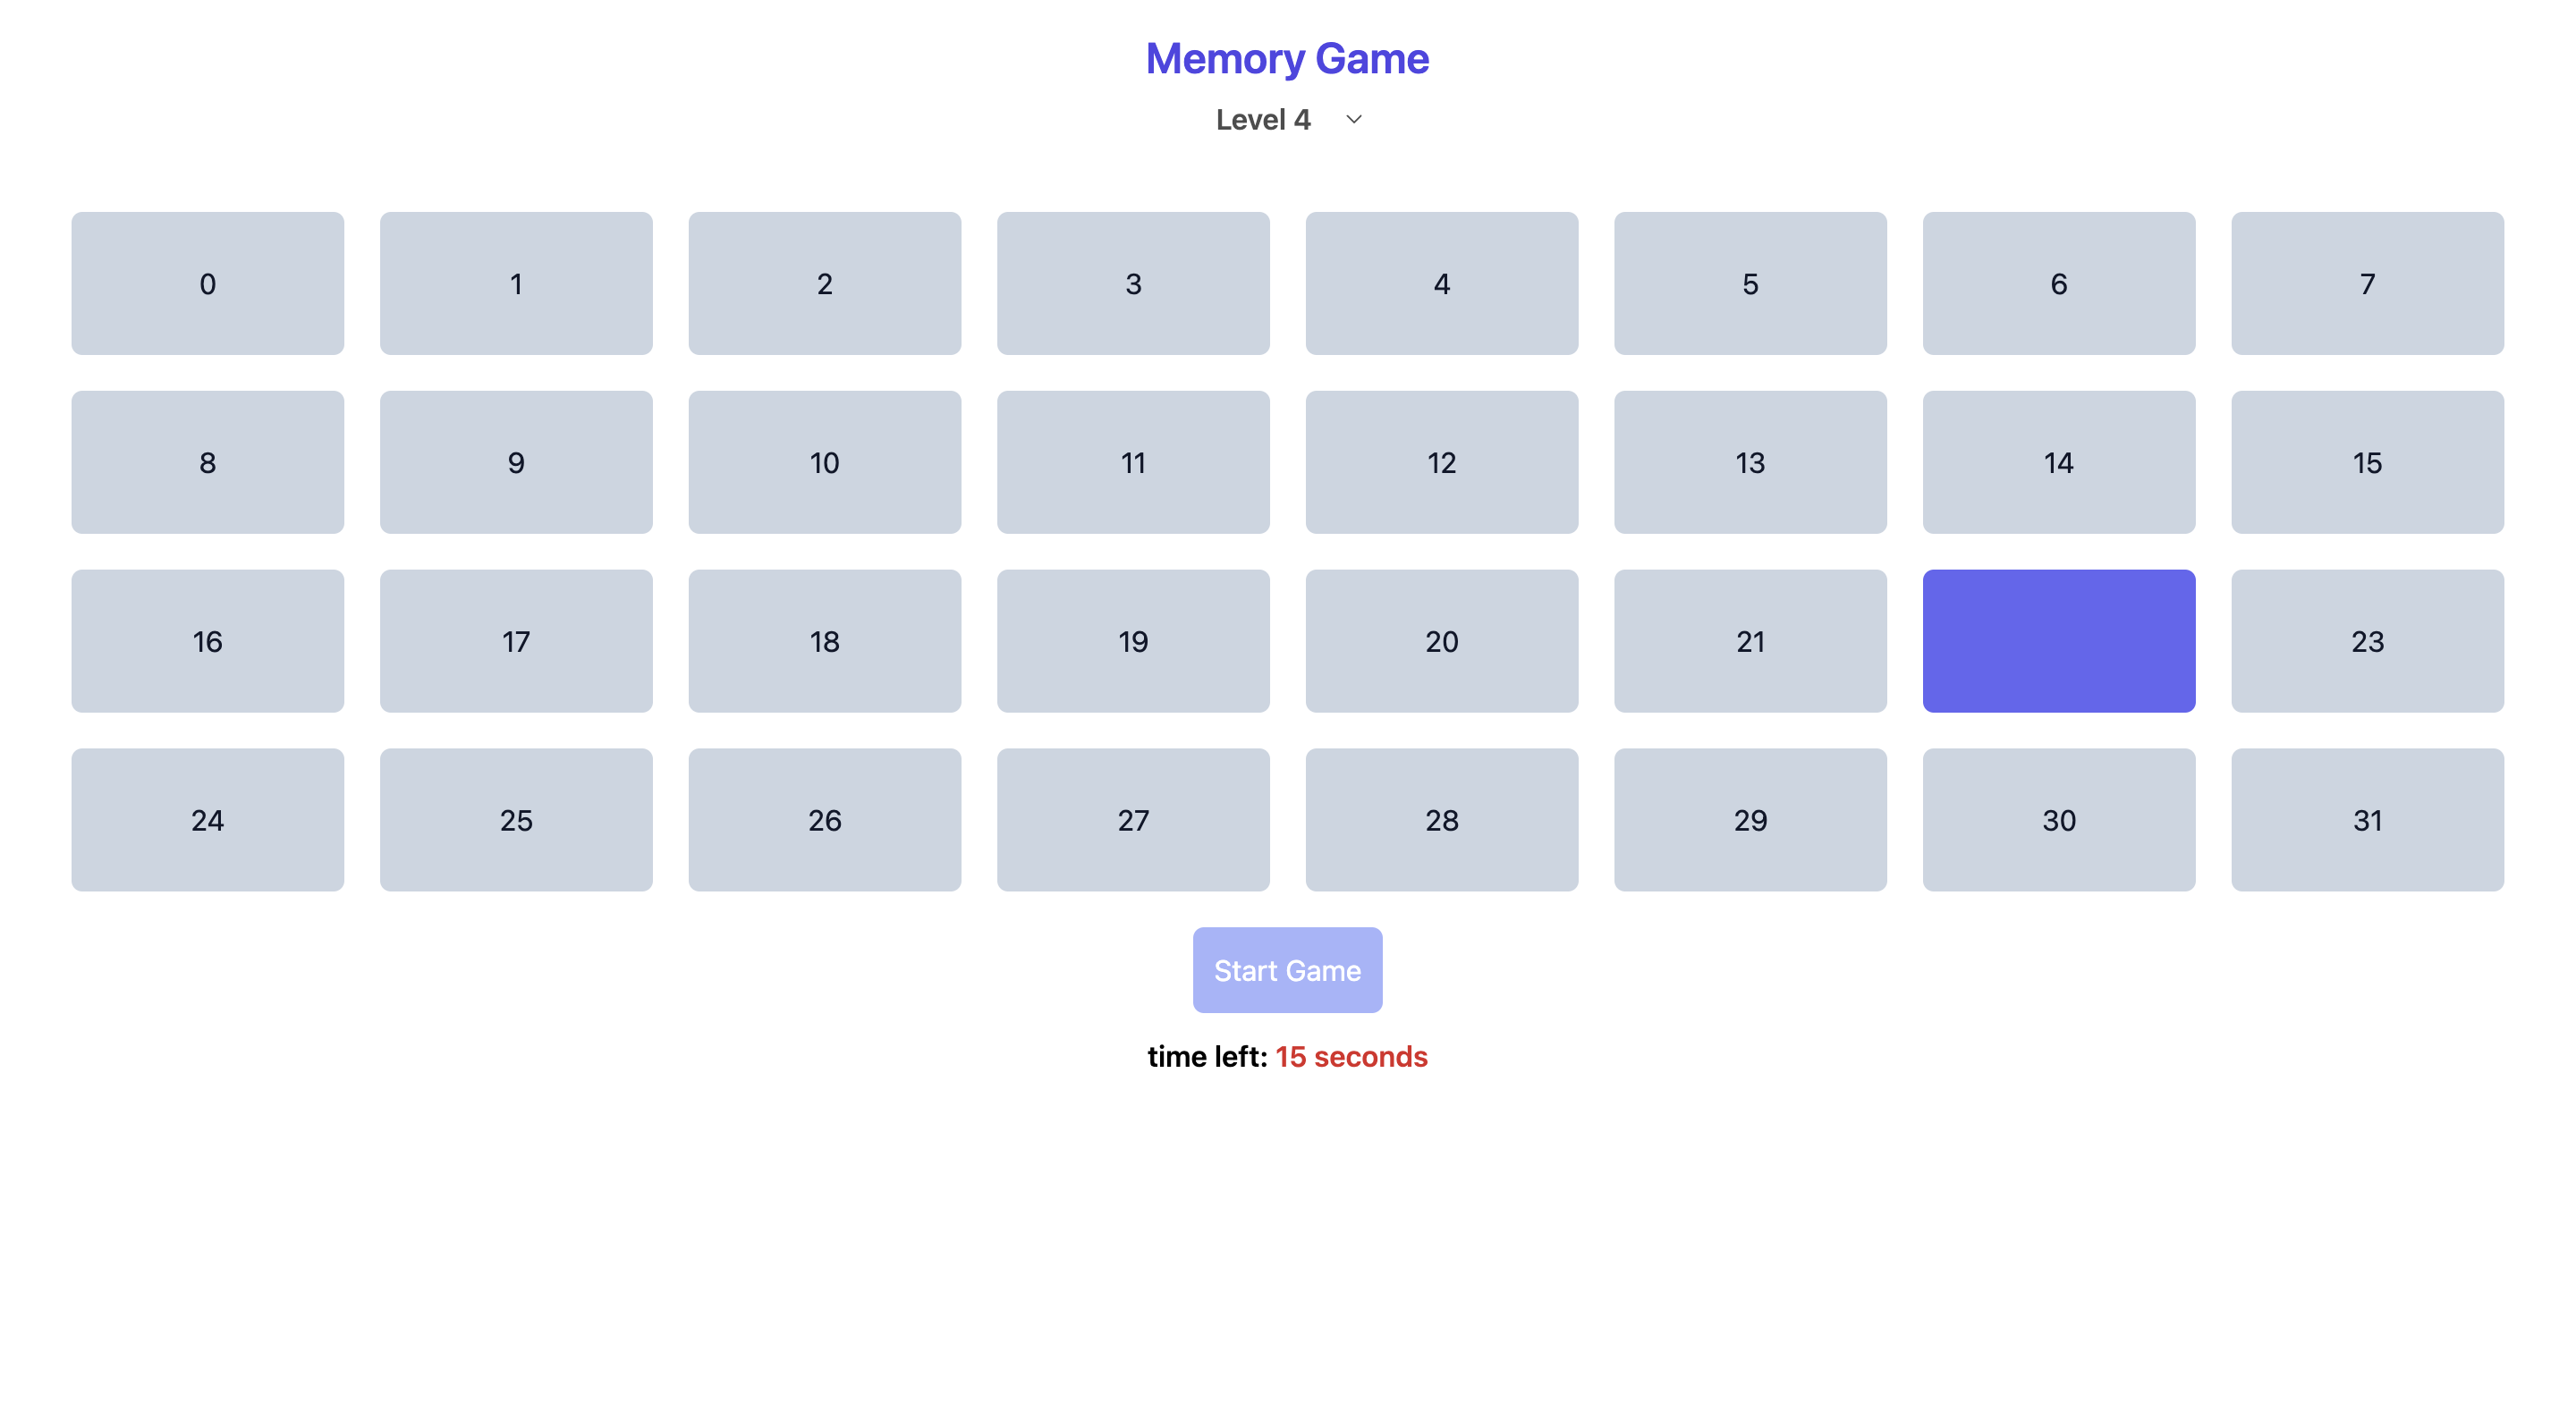 Memory Game
Level 4
0 1 2 3 4 5 6 7
8 9 10 11 12 13 14 15
16 17 18 19 20 21 23
24 25 26 27 28 29 30 31
Start Game
time left: 15 seconds